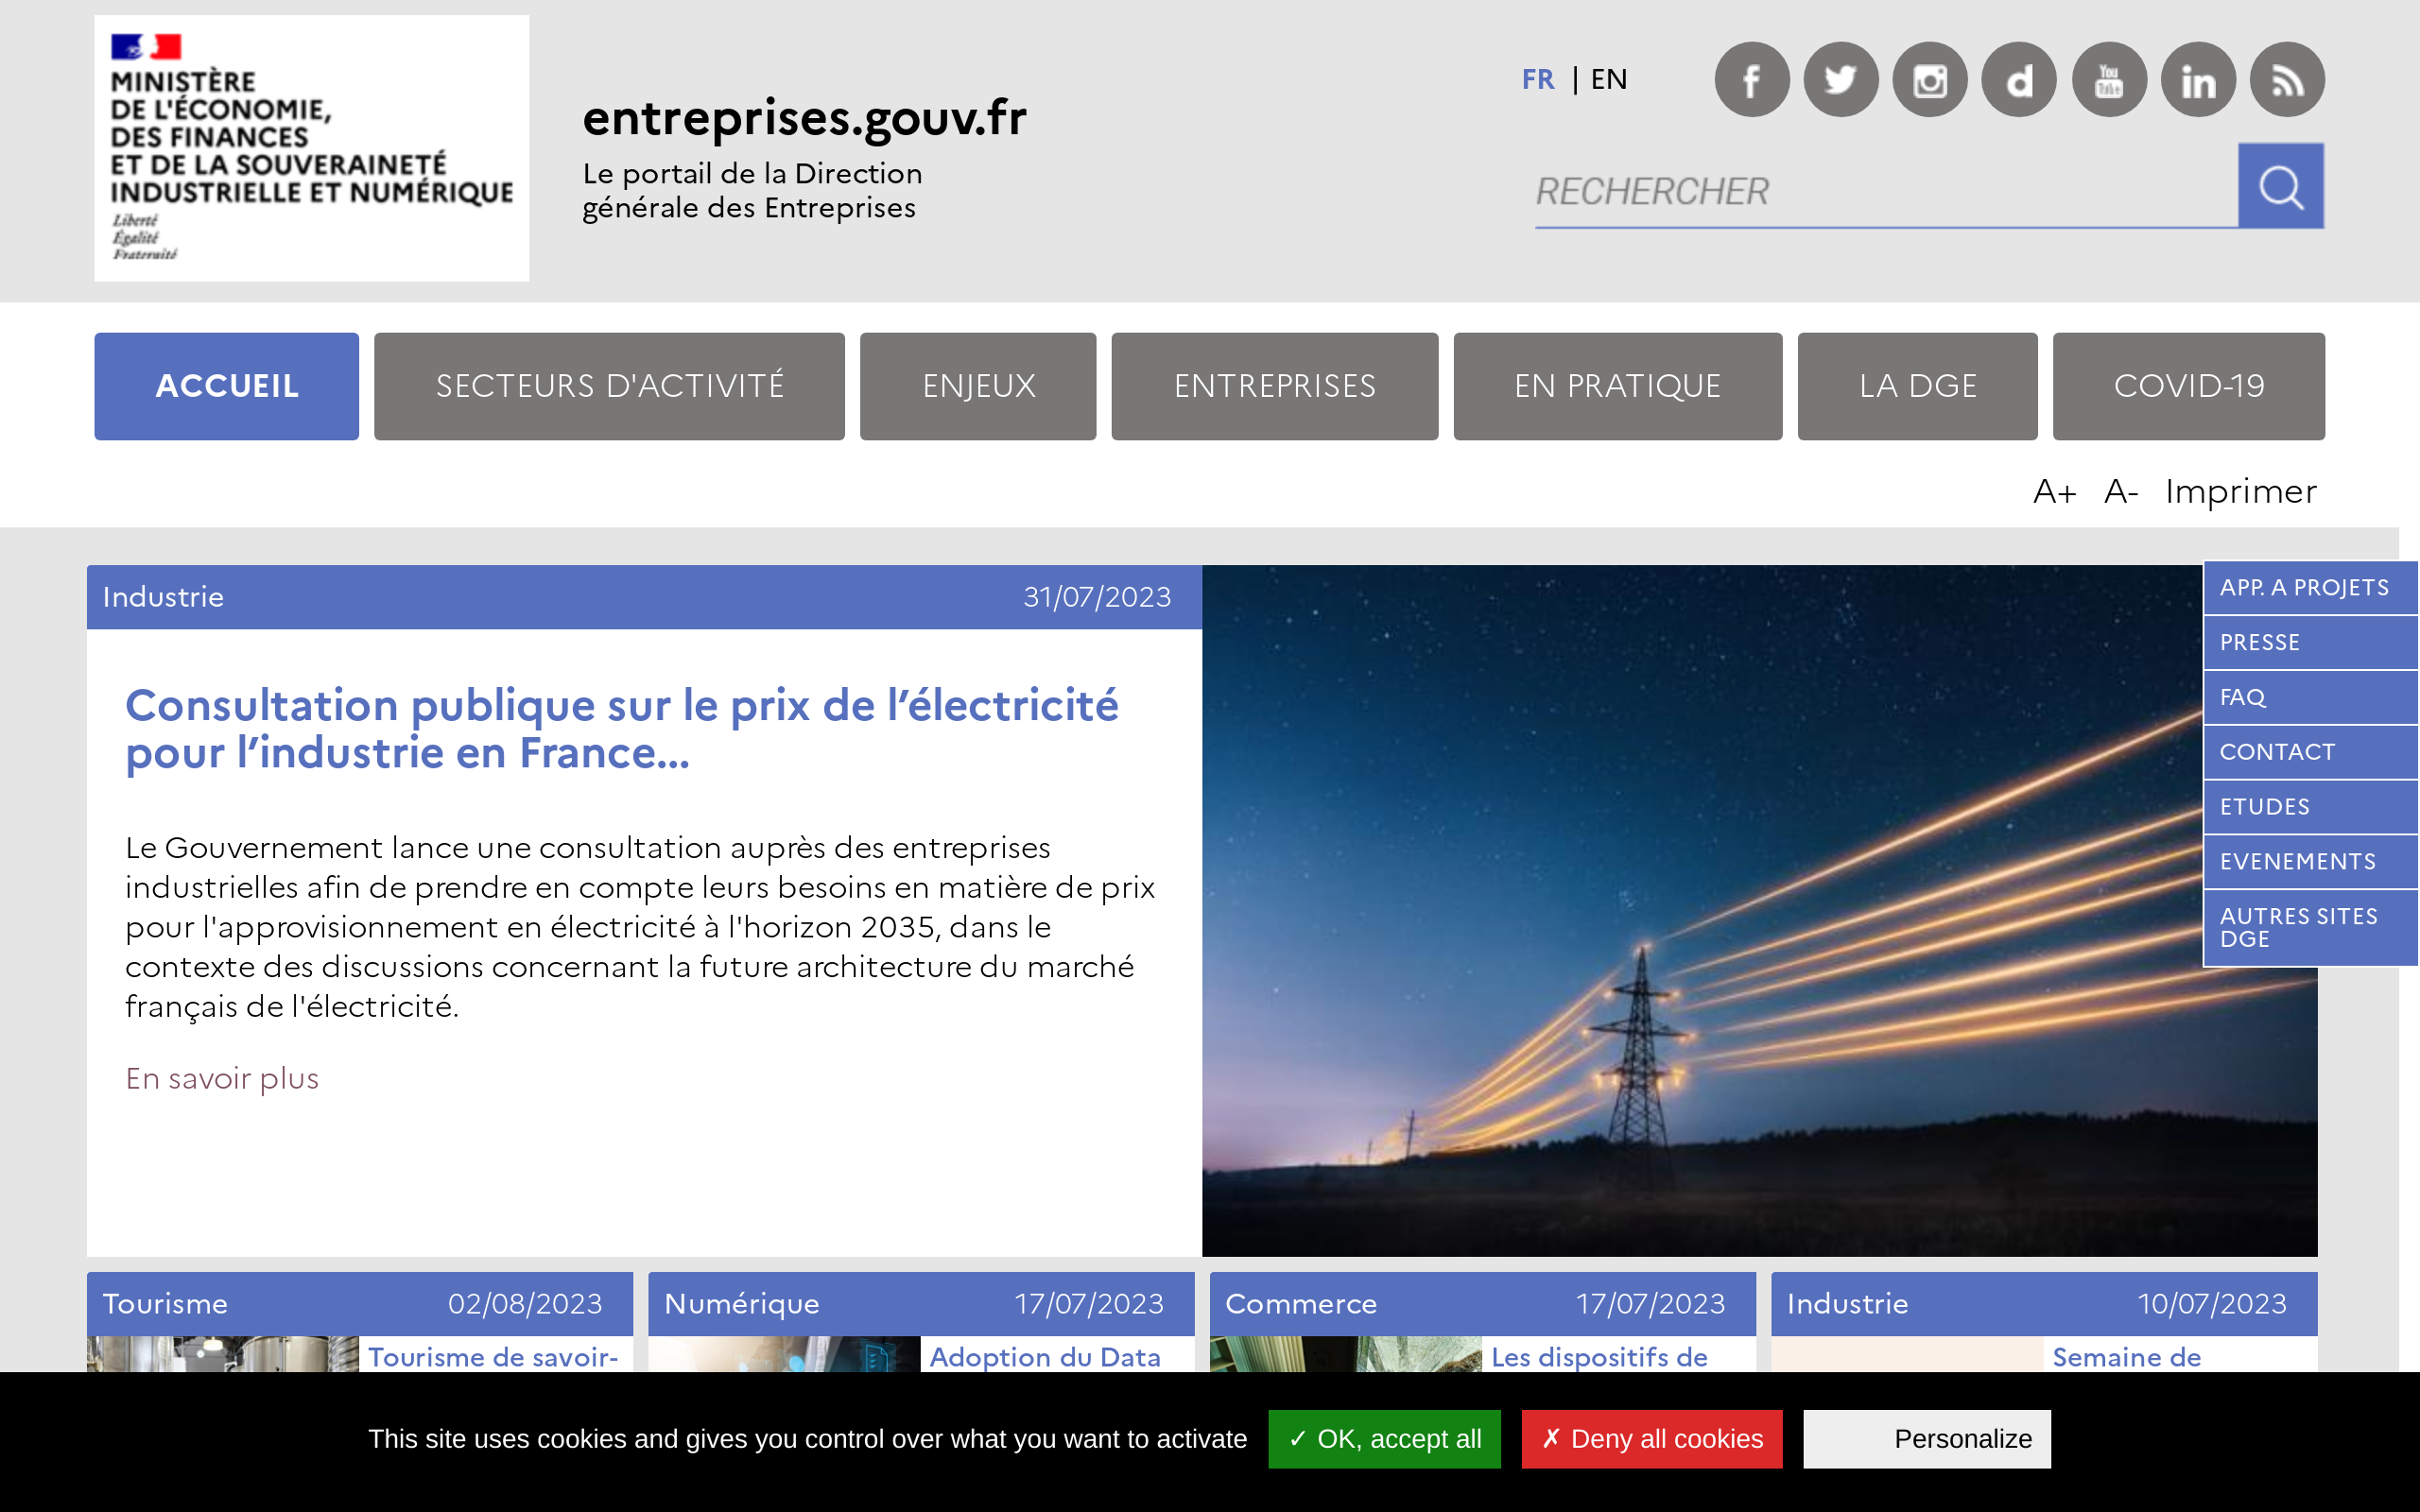 MINISTÈRE
DE L'ÉCONOMIE,
DES FINANCES
ET DE LA SOUVERAINETÉ
INDUSTRIELLE ET NUMÉRIQUE
Liberté
Égalité
Fraternité
entreprises.gouv.fr
Le portail de la Direction
générale des Entreprises
FR | EN
RECHERCHER
ACCUEIL
SECTEURS D'ACTIVITÉ
ENJEUX
ENTREPRISES
EN PRATIQUE
LA DGE
COVID-19
A+ A- Imprimer
Industrie 31/07/2023
Consultation publique sur le prix de l’électricité
pour l’industrie en France...
Le Gouvernement lance une consultation auprès des entreprises
industrielles afin de prendre en compte leurs besoins en matière de prix
pour l'approvisionnement en électricité à l'horizon 2035, dans le
contexte des discussions concernant la future architecture du marché
français de l'électricité.
En savoir plus
APP. A PROJETS
PRESSE
FAQ
CONTACT
ETUDES
EVENEMENTS
AUTRES SITES
DGE
Tourisme 02/08/2023
Tourisme de savoir-
Numérique 17/07/2023
Adoption du Data
Commerce 17/07/2023
Les dispositifs de
Industrie 10/07/2023
Semaine de
This site uses cookies and gives you control over what you want to activate
✓ OK, accept all
✗ Deny all cookies
Personalize